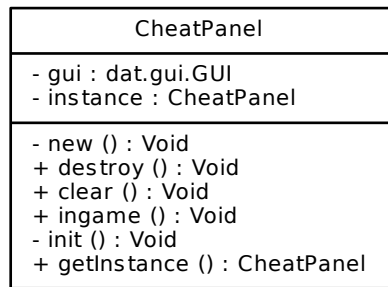 CheatPanel
- gui : dat.gui.GUI
- instance : CheatPanel
- new () : Void
+ destroy () : Void
+ clear () : Void
+ ingame () : Void
- init () : Void
+ getInstance () : CheatPanel